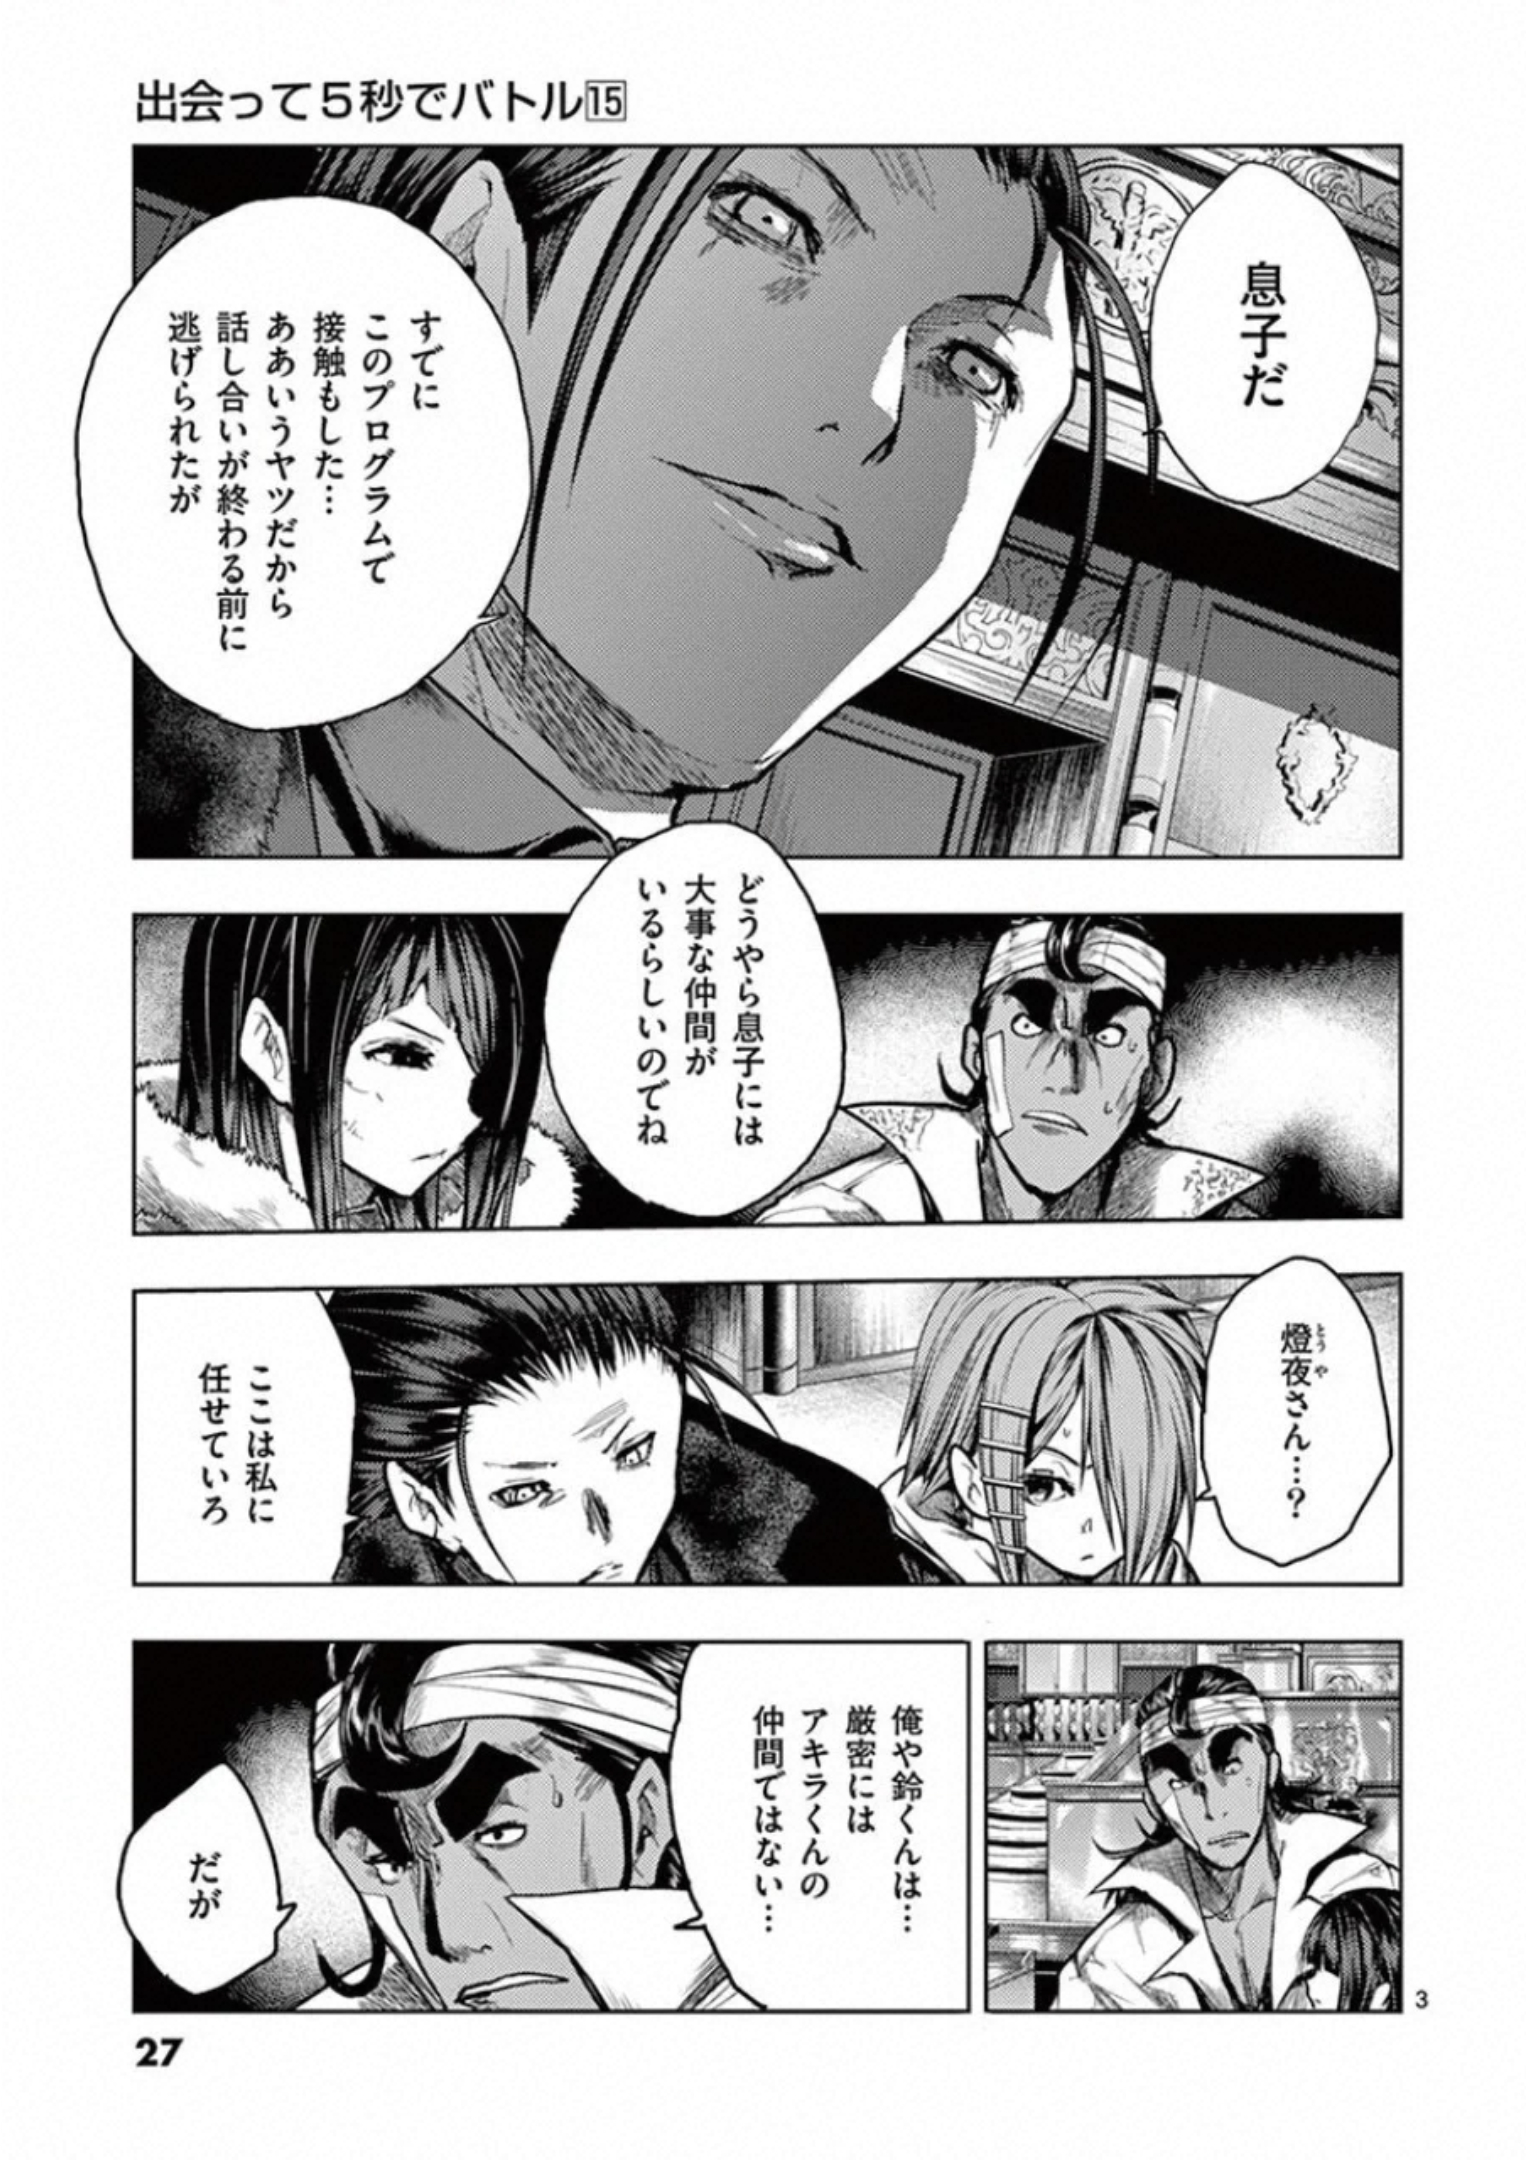 出会って5秒でバトル15
息子だ
すでに
このプログラムで
接触もした…
ああいうヤツだから
話し合いが終わる前に
逃げられたが
どうやら息子には
大事な仲間が
いるらしいのでね
燈夜さん…?
とうや
ここは私に
任せていろ
俺や鈴くんは…
厳密には
アキラくんの
仲間ではない…
だが
3
27